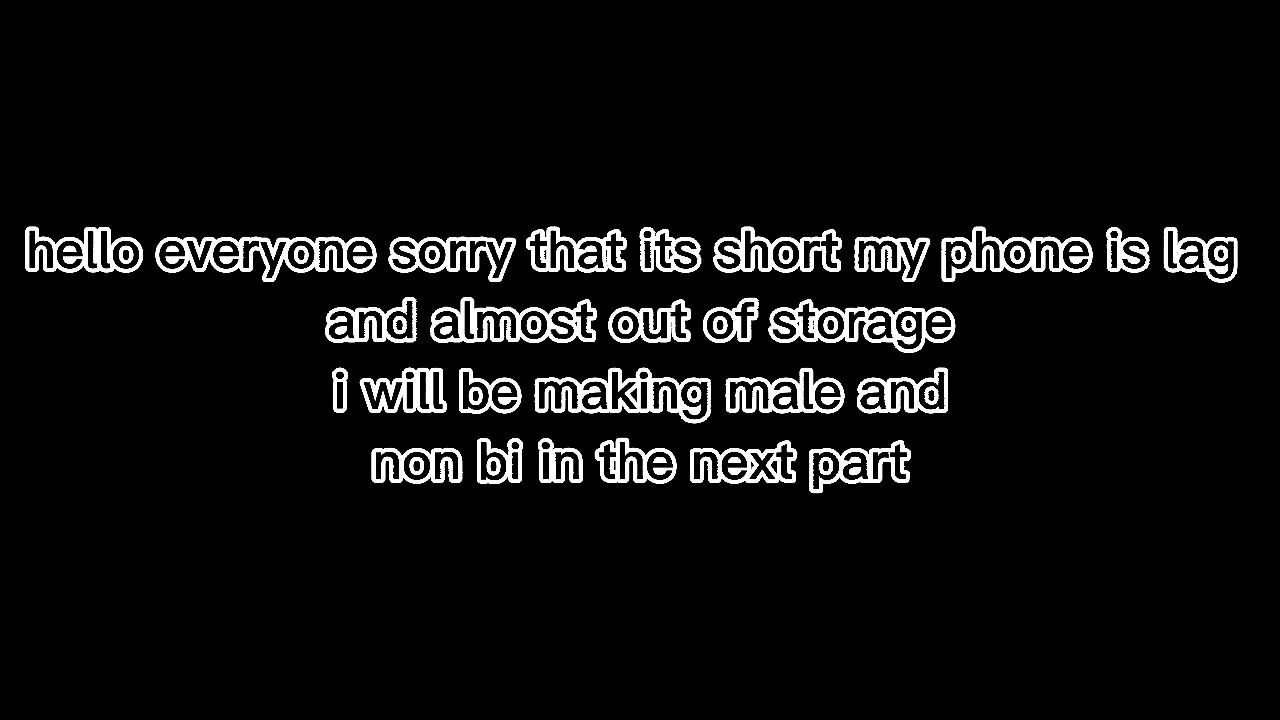 hello everyone sorry that its short my phone is lag
and almost out of storage
i will be making male and
non bi in the next part